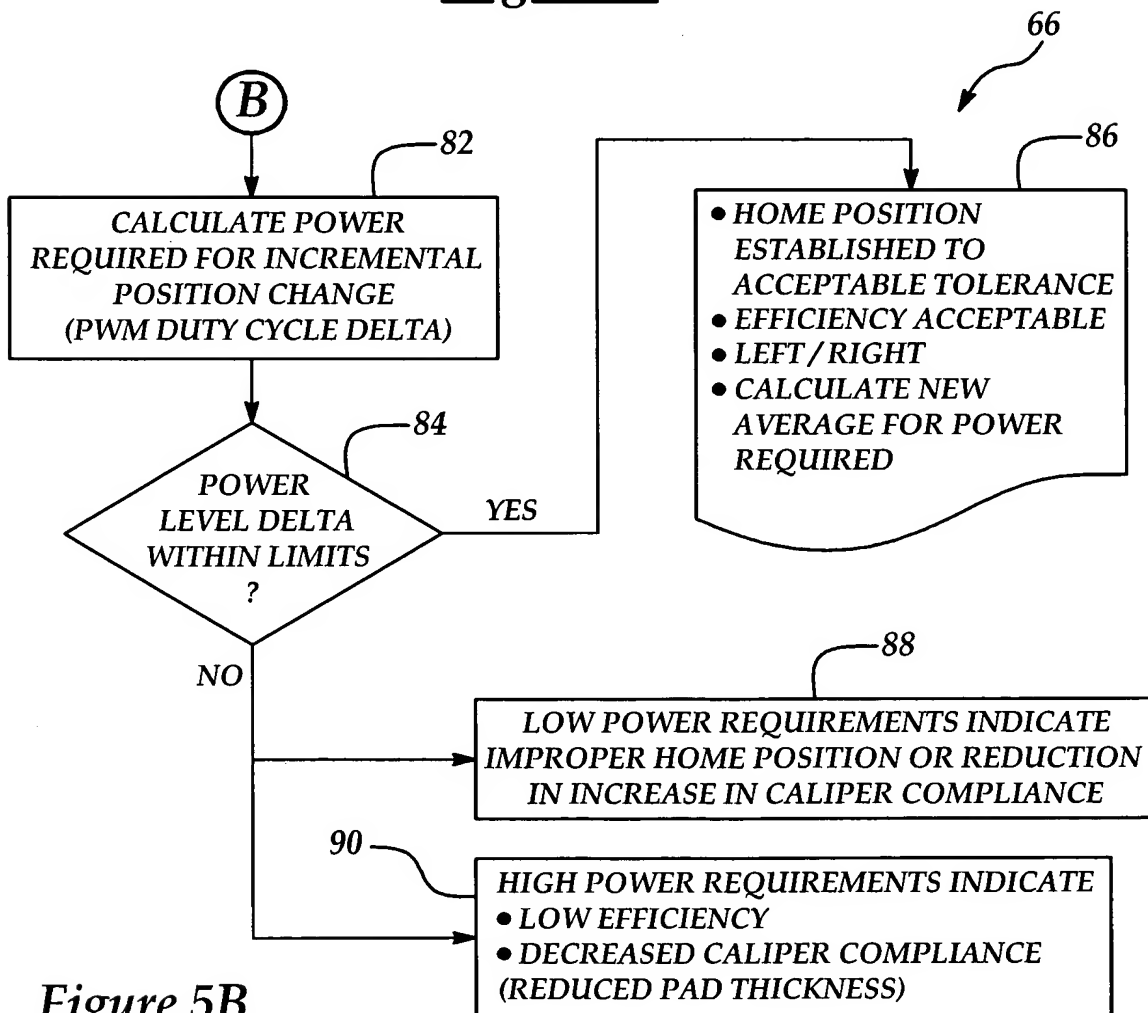 66
B
82
CALCULATE POWER
REQUIRED FOR INCREMENTAL
POSITION CHANGE
(PWM DUTY CYCLE DELTA)
86
• HOME POSITION
ESTABLISHED TO
ACCEPTABLE TOLERANCE
• EFFICIENCY ACCEPTABLE
• LEFT/RIGHT
• CALCULATE NEW
AVERAGE FOR POWER
REQUIRED
84
POWER
LEVEL DELTA
WITHIN LIMITS
?
YES
NO
88
LOW POWER REQUIREMENTS INDICATE
IMPROPER HOME POSITION OR REDUCTION
IN INCREASE IN CALIPER COMPLIANCE
90
HIGH POWER REQUIREMENTS INDICATE
• LOW EFFICIENCY
• DECREASED CALIPER COMPLIANCE
(REDUCED PAD THICKNESS)
Figure 5B